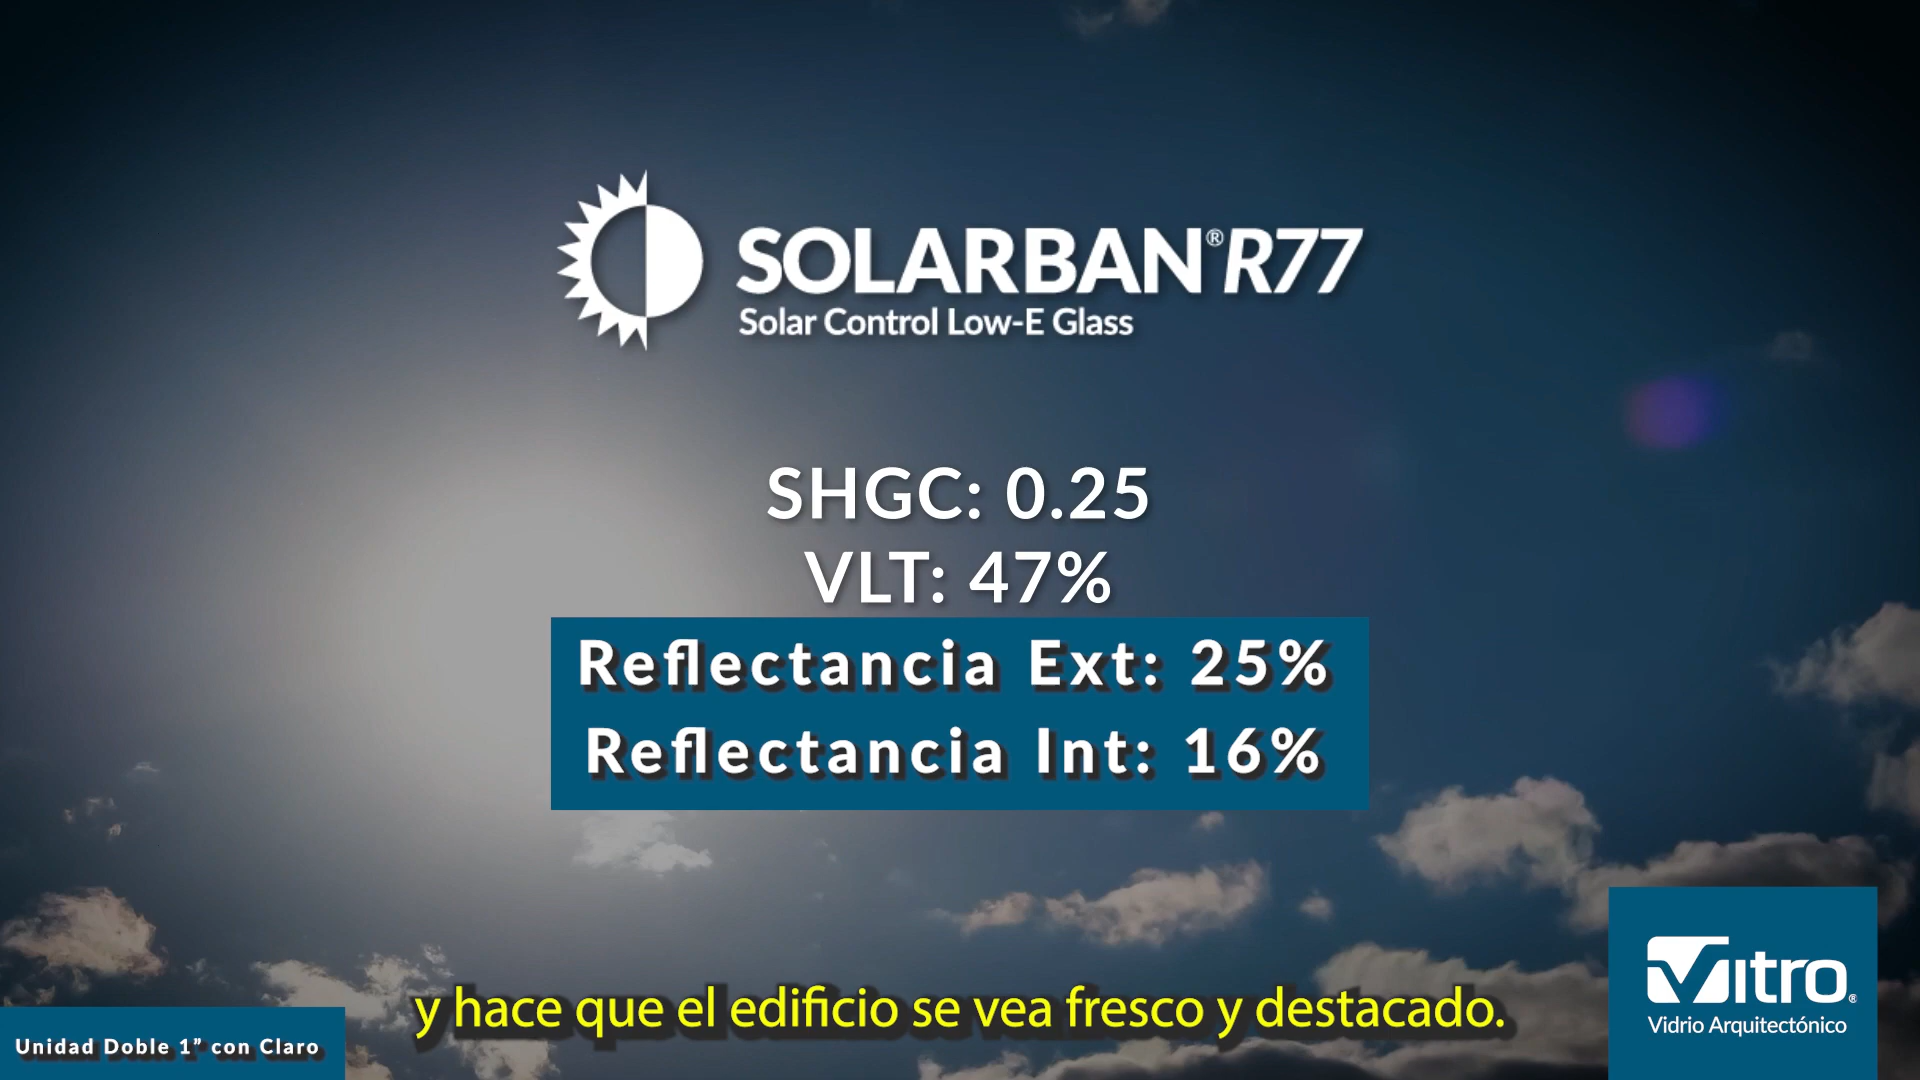 SOLARBAN® R77
Solar Control Low-E Glass
SHGC: 0.25
VLT: 47%
Reflectancia Ext: 25%
Reflectancia Int: 16%
y hace que el edificio se vea fresco y destacado.
Unidad Doble 1” con Claro
Vitro®
Vidrio Arquitectónico